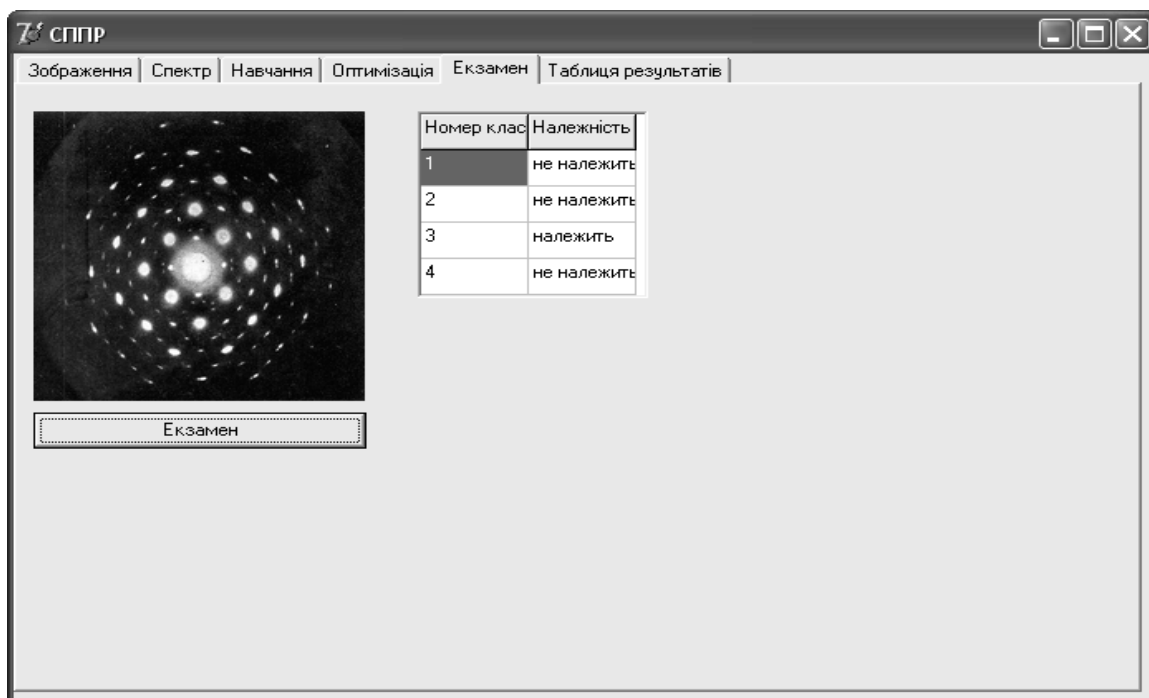 СППР
Зображення Спектр Навчання Оптимізація Екзамен Таблиця результатів
Номер клас Належність
1 не належить
2 не належить
3 належить
4 не належить
Екзамен